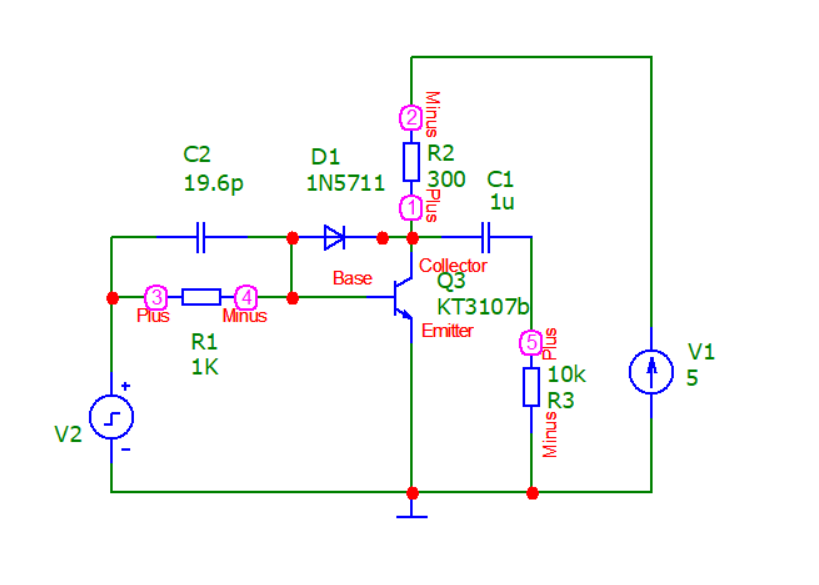 Minus
2
C2
19.6p
D1
1N5711
R2
300
C1
1u
1
Plus
Base
Collector
Q3
KT3107b
Emitter
3
4
Plus
Minus
R1
1K
5
Plus
10k
R3
Minus
V1
5
V2
+
-